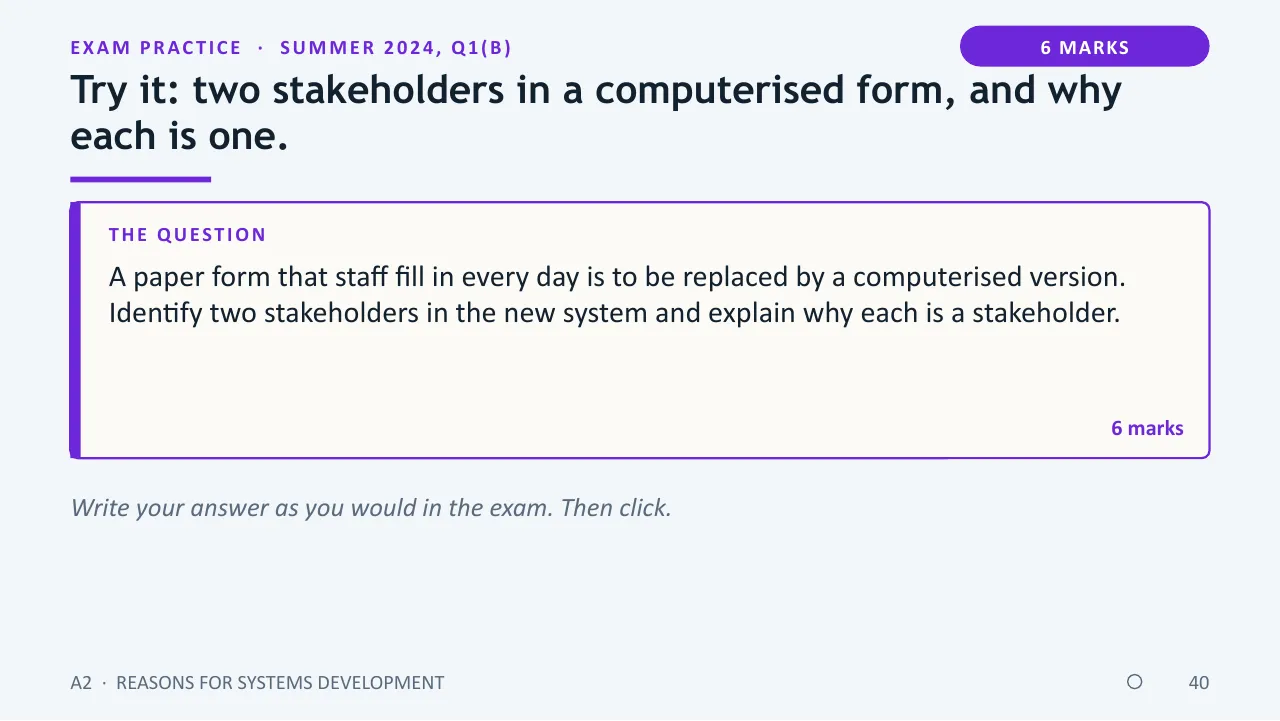 EXAM PRACTICE · SUMMER 2024, Q1(B)
6 MARKS
Try it: two stakeholders in a computerised form, and why
each is one.
THE QUESTION
A paper form that staff fill in every day is to be replaced by a computerised version.
Identify two stakeholders in the new system and explain why each is a stakeholder.
6 marks
Write your answer as you would in the exam. Then click.
A2 · REASONS FOR SYSTEMS DEVELOPMENT
40